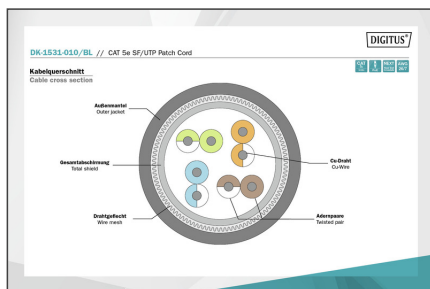 DIGITUS®
DK-1531-010/BL // CAT 5e SF/UTP Patch Cord
Kabelquerschnitt
Cable cross section
Außenmantel
Outer jacket
Gesamtabschirmung
Total shield
Cu-Draht
Cu-Wire
Drahtgeflecht
Wire mesh
Adernpaare
Twisted pair